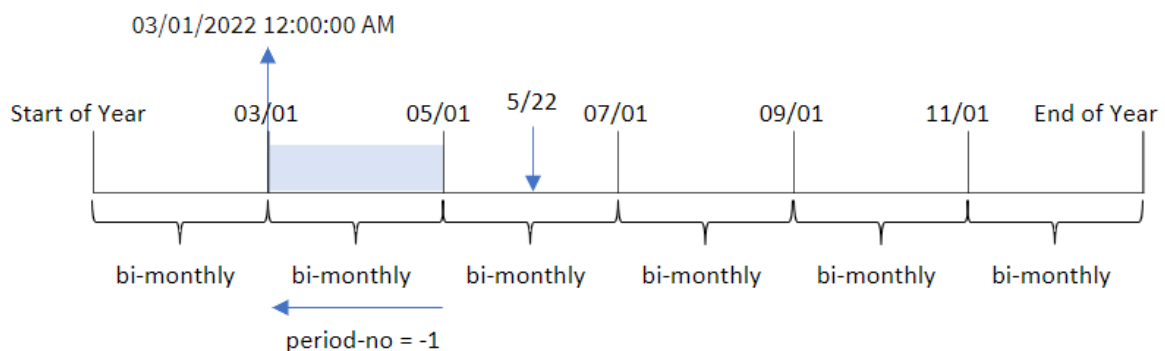 03/01/2022 12:00:00 AM
Start of Year 03/01 05/01 5/22 07/01 09/01 11/01 End of Year
bi-monthly bi-monthly bi-monthly bi-monthly bi-monthly bi-monthly
period-no = -1